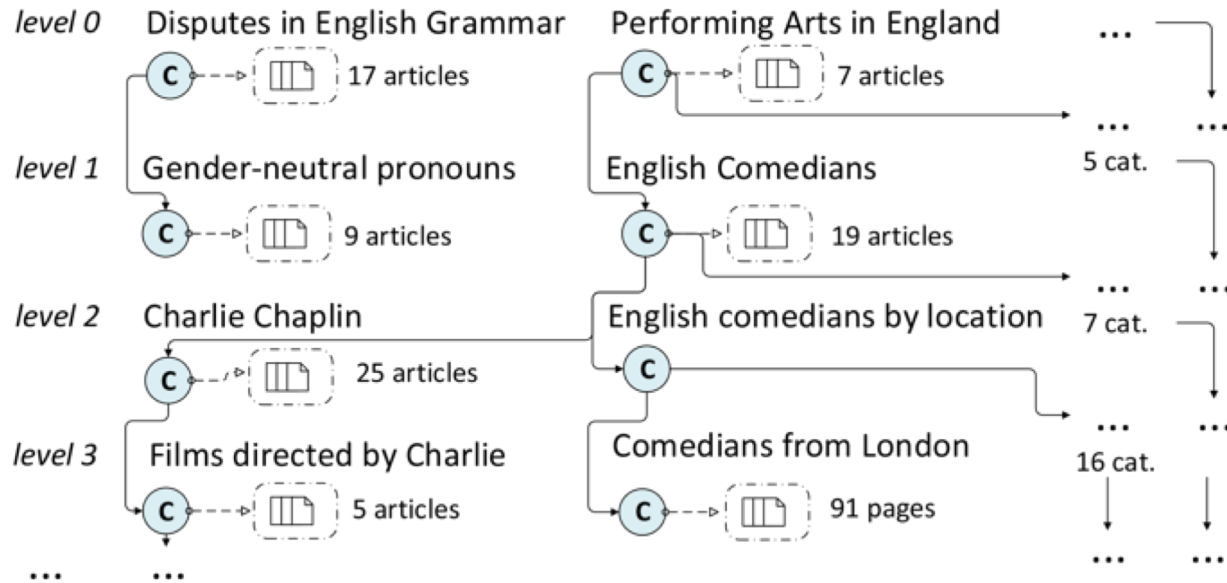 level 0 Disputes in English Grammar Performing Arts in England ...
C 17 articles C 7 articles
... ...
level 1 Gender-neutral pronouns English Comedians 5 cat.
C 9 articles C 19 articles
... ...
level 2 Charlie Chaplin English comedians by location 7 cat.
C 25 articles C
... ...
level 3 Films directed by Charlie Comedians from London 16 cat.
C 5 articles C 91 pages
... ... ... ...